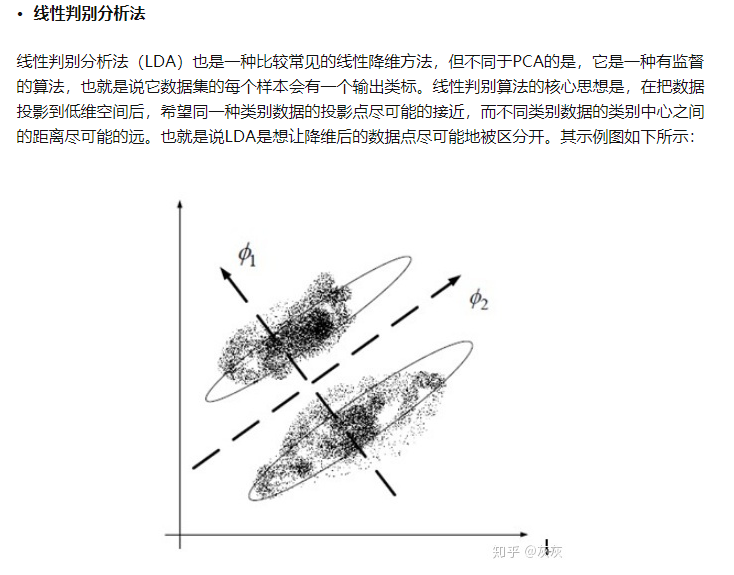 • 线性判别分析法
线性判别分析法（LDA）也是一种比较常见的线性降维方法，但不同于PCA的是，它是一种有监督
的算法，也就是说它数据集的每个样本会有一个输出类标。线性判别算法的核心思想是，在把数据
投影到低维空间后，希望同一种类别数据的投影点尽可能的接近，而不同类别数据的类别中心之间
的距离尽可能的远。也就是说LDA是想让降维后的数据点尽可能地被区分开。其示例图如下所示：
ϕ1
ϕ2
知乎 @灰灰